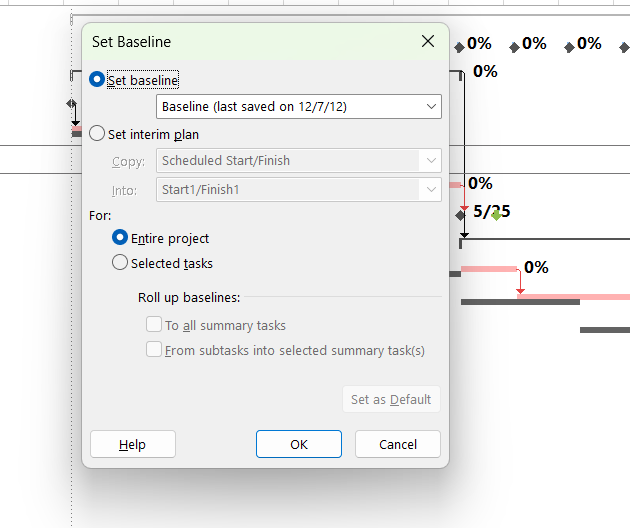 Set Baseline
0%
0%
0%
Set baseline
0%
Baseline (last saved on 12/7/12)
Set interim plan
Copy:
Scheduled Start/Finish
Into:
Start1/Finish1
0%
For:
5/25
Entire project
Selected tasks
0%
Roll up baselines:
To all summary tasks
From subtasks into selected summary task(s)
Set as Default
Help
OK
Cancel